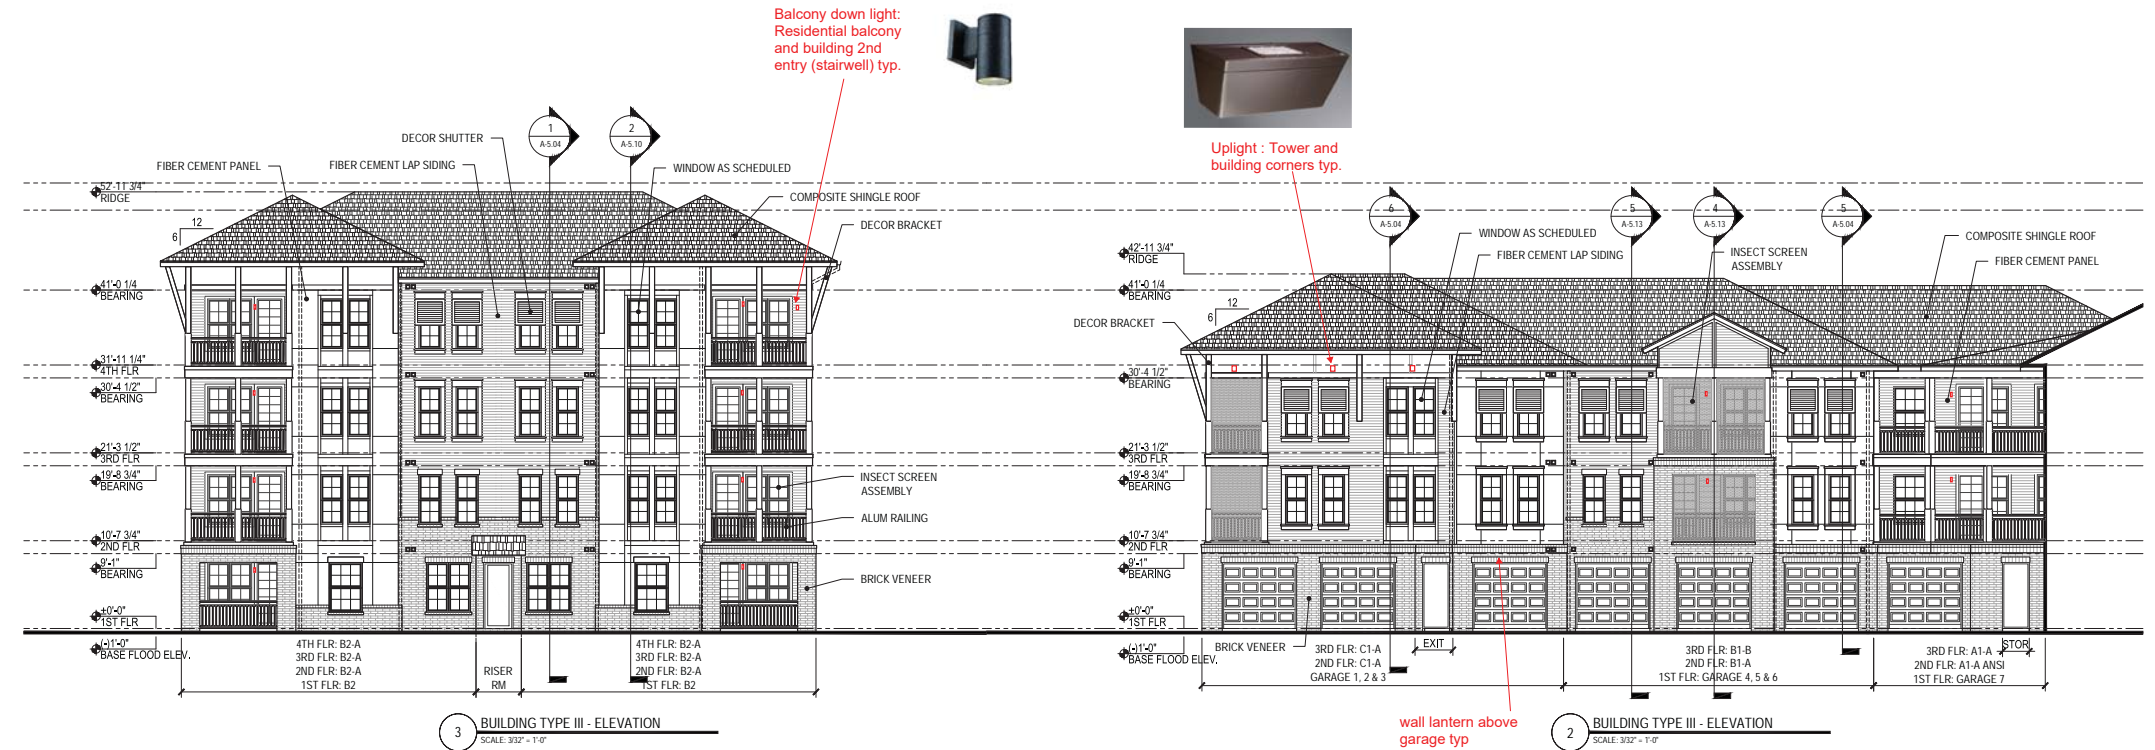 Balcony down light:
Residential balcony
and building 2nd
entry (stairwell) typ.
Uplight : Tower and
building corners typ.
1
A-5.04
2
A-5.10
DECOR SHUTTER
FIBER CEMENT PANEL
FIBER CEMENT LAP SIDING
WINDOW AS SCHEDULED
COMPOSITE SHINGLE ROOF
DECOR BRACKET
52'-11 3/4"
RIDGE
12
6
41'-0 1/4
BEARING
31'-11 1/4"
4TH FLR
30'-4 1/2"
BEARING
21'-3 1/2"
3RD FLR
19'-8 3/4"
BEARING
10'-7 3/4"
2ND FLR
9'-1"
BEARING
±0'-0"
1ST FLR
(-)1'-0"
BASE FLOOD ELEV.
INSECT SCREEN
ASSEMBLY
ALUM RAILING
BRICK VENEER
4TH FLR: B2-A
3RD FLR: B2-A
2ND FLR: B2-A
1ST FLR: B2
RISER
RM
4TH FLR: B2-A
3RD FLR: B2-A
2ND FLR: B2-A
1ST FLR: B2
3
BUILDING TYPE III - ELEVATION
SCALE: 3/32" = 1'-0"
6
A-5.04
5
A-5.13
4
A-5.13
5
A-5.04
WINDOW AS SCHEDULED
FIBER CEMENT LAP SIDING
INSECT SCREEN
ASSEMBLY
COMPOSITE SHINGLE ROOF
FIBER CEMENT PANEL
42'-11 3/4"
RIDGE
41'-0 1/4
BEARING
12
6
DECOR BRACKET
30'-4 1/2"
BEARING
21'-3 1/2"
3RD FLR
19'-8 3/4"
BEARING
10'-7 3/4"
2ND FLR
9'-1"
BEARING
±0'-0"
1ST FLR
(-)1'-0"
BASE FLOOD ELEV.
BRICK VENEER
EXIT
STOR
3RD FLR: C1-A
2ND FLR: C1-A
GARAGE 1, 2 & 3
3RD FLR: B1-B
2ND FLR: B1-A
1ST FLR: GARAGE 4, 5 & 6
3RD FLR: A1-A
2ND FLR: A1-A ANSI
1ST FLR: GARAGE 7
wall lantern above
garage typ
2
BUILDING TYPE III - ELEVATION
SCALE: 3/32" = 1'-0"